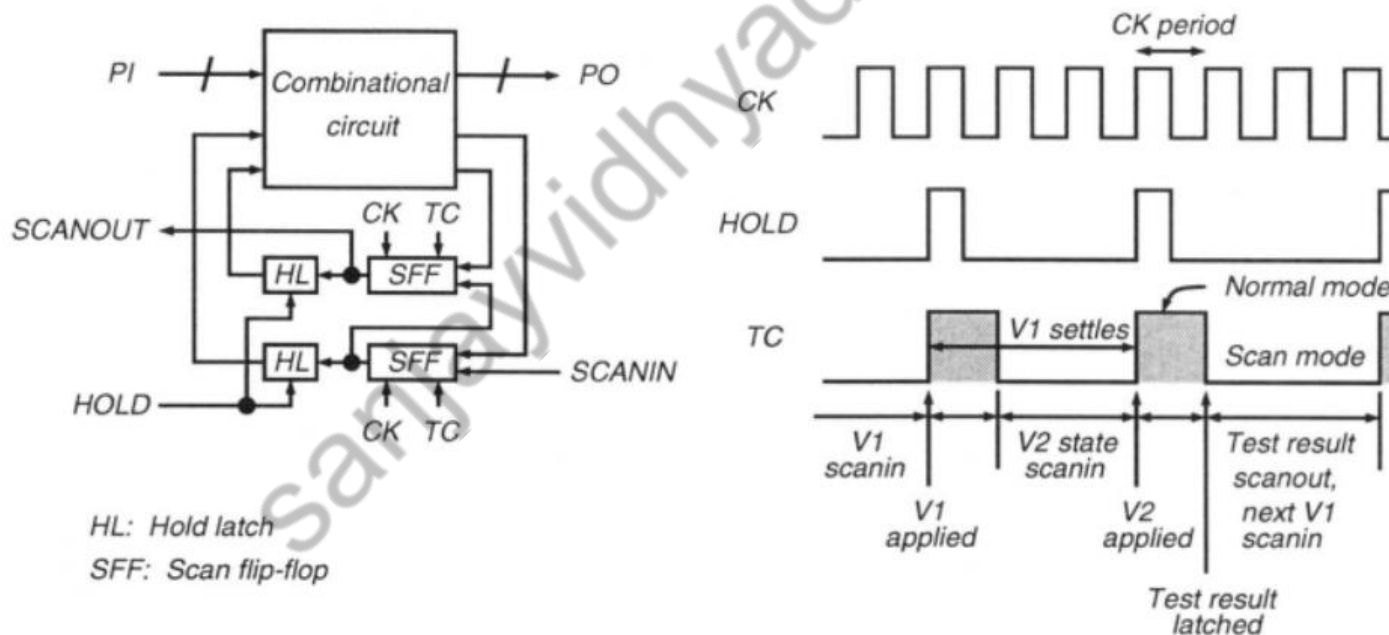 PI
Combinational
circuit
PO
SCANOUT
CK TC
HL
SFF
HL
SFF
SCANIN
HOLD
CK TC
HL: Hold latch
SFF: Scan flip-flop
CK period
CK
HOLD
Normal mode
TC
V1 settles
Scan mode
V1
scanin
V2 state
scanin
Test result
scanout,
next V1
scanin
V1
applied
V2
applied
Test result
latched
sanjayvidhyad